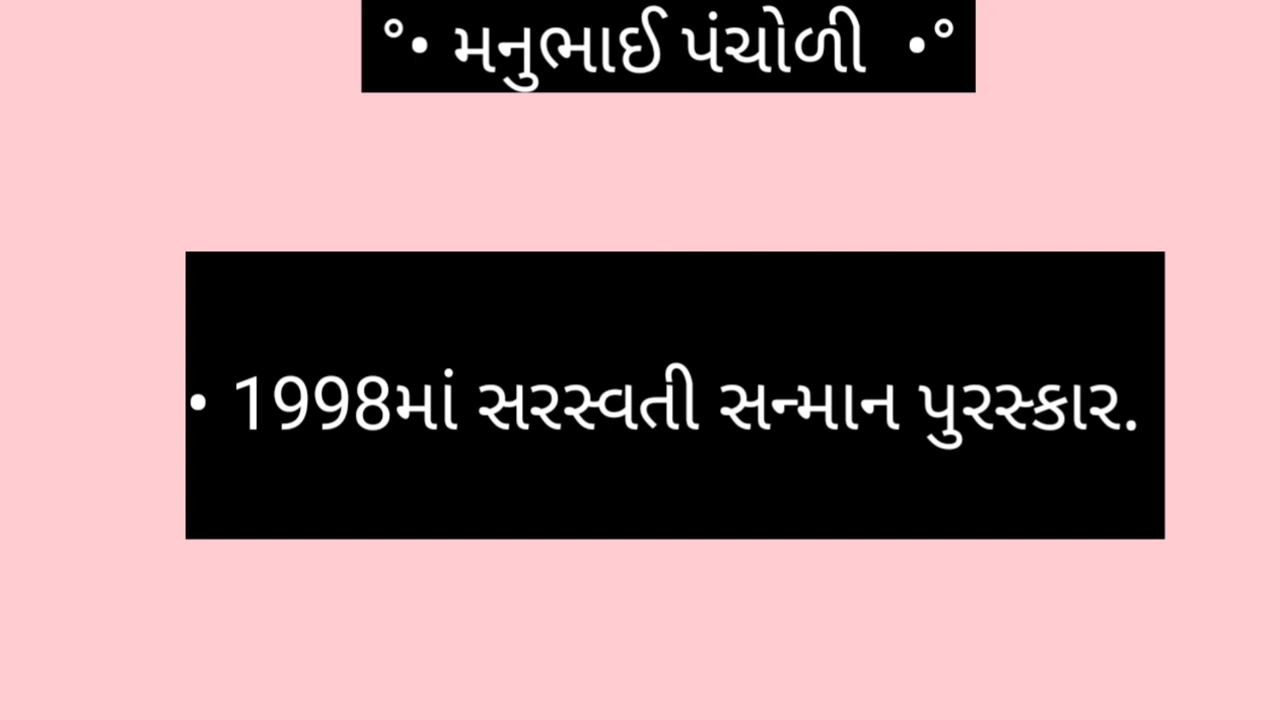 °• મનુભાઈ પંચોળી •°
• 1998માં સરસ્વતી સન્માન પુરસ્કાર.